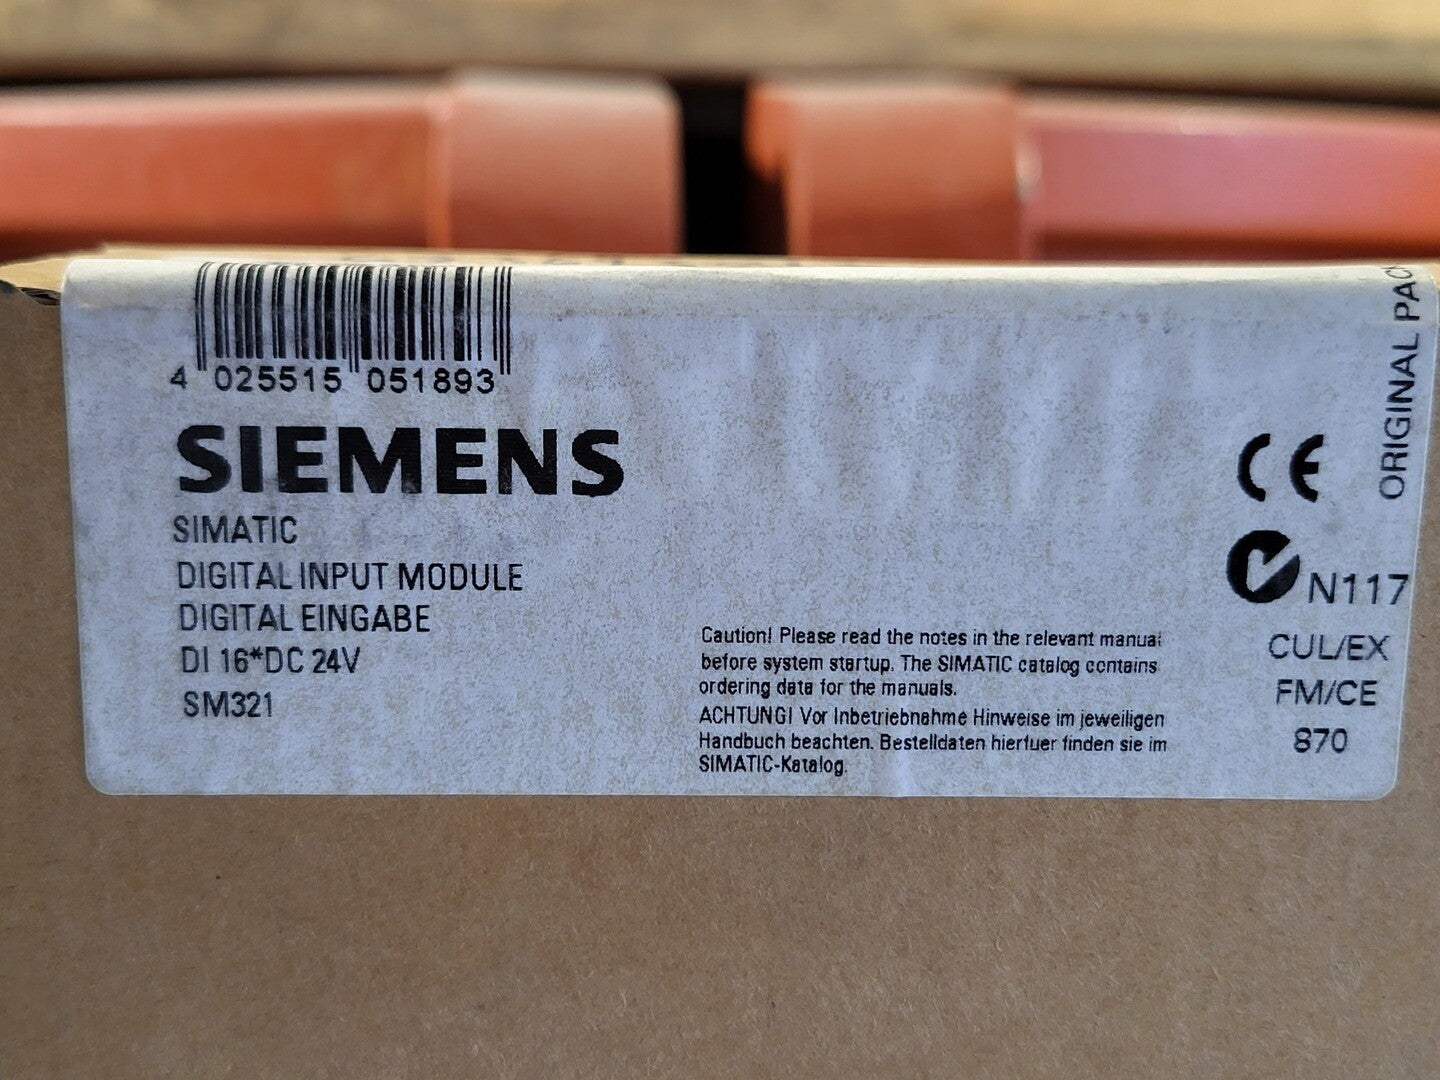 4 025515 051893
SIEMENS
SIMATIC
DIGITAL INPUT MODULE
DIGITAL EINGABE
DI 16*DC 24V
SM321
Caution! Please read the notes in the relevant manual
before system startup. The SIMATIC catalog contains
ordering data for the manuals.
ACHTUNG! Vor Inbetriebnahme Hinweise im jeweiligen
Handbuch beachten. Bestelldaten hierfuer finden sie im
SIMATIC-Katalog.
ORIGINAL
CE
N117
CUL/EX
FM/CE
870